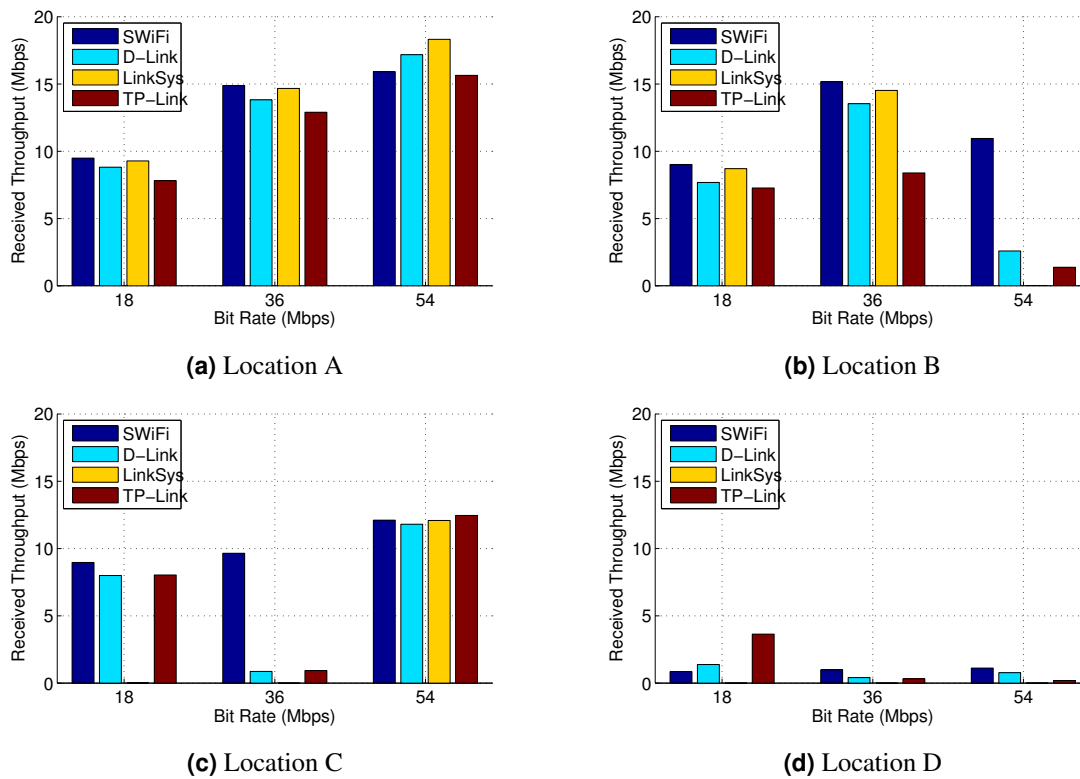 20
15
10
5
0
Received Throughput (Mbps)
SWiFi
D-Link
LinkSys
TP-Link
18 36 54
Bit Rate (Mbps)
(a) Location A
20
15
10
5
0
Received Throughput (Mbps)
SWiFi
D-Link
LinkSys
TP-Link
18 36 54
Bit Rate (Mbps)
(b) Location B
20
15
10
5
0
Received Throughput (Mbps)
SWiFi
D-Link
LinkSys
TP-Link
18 36 54
Bit Rate (Mbps)
(c) Location C
20
15
10
5
0
Received Throughput (Mbps)
SWiFi
D-Link
LinkSys
TP-Link
18 36 54
Bit Rate (Mbps)
(d) Location D